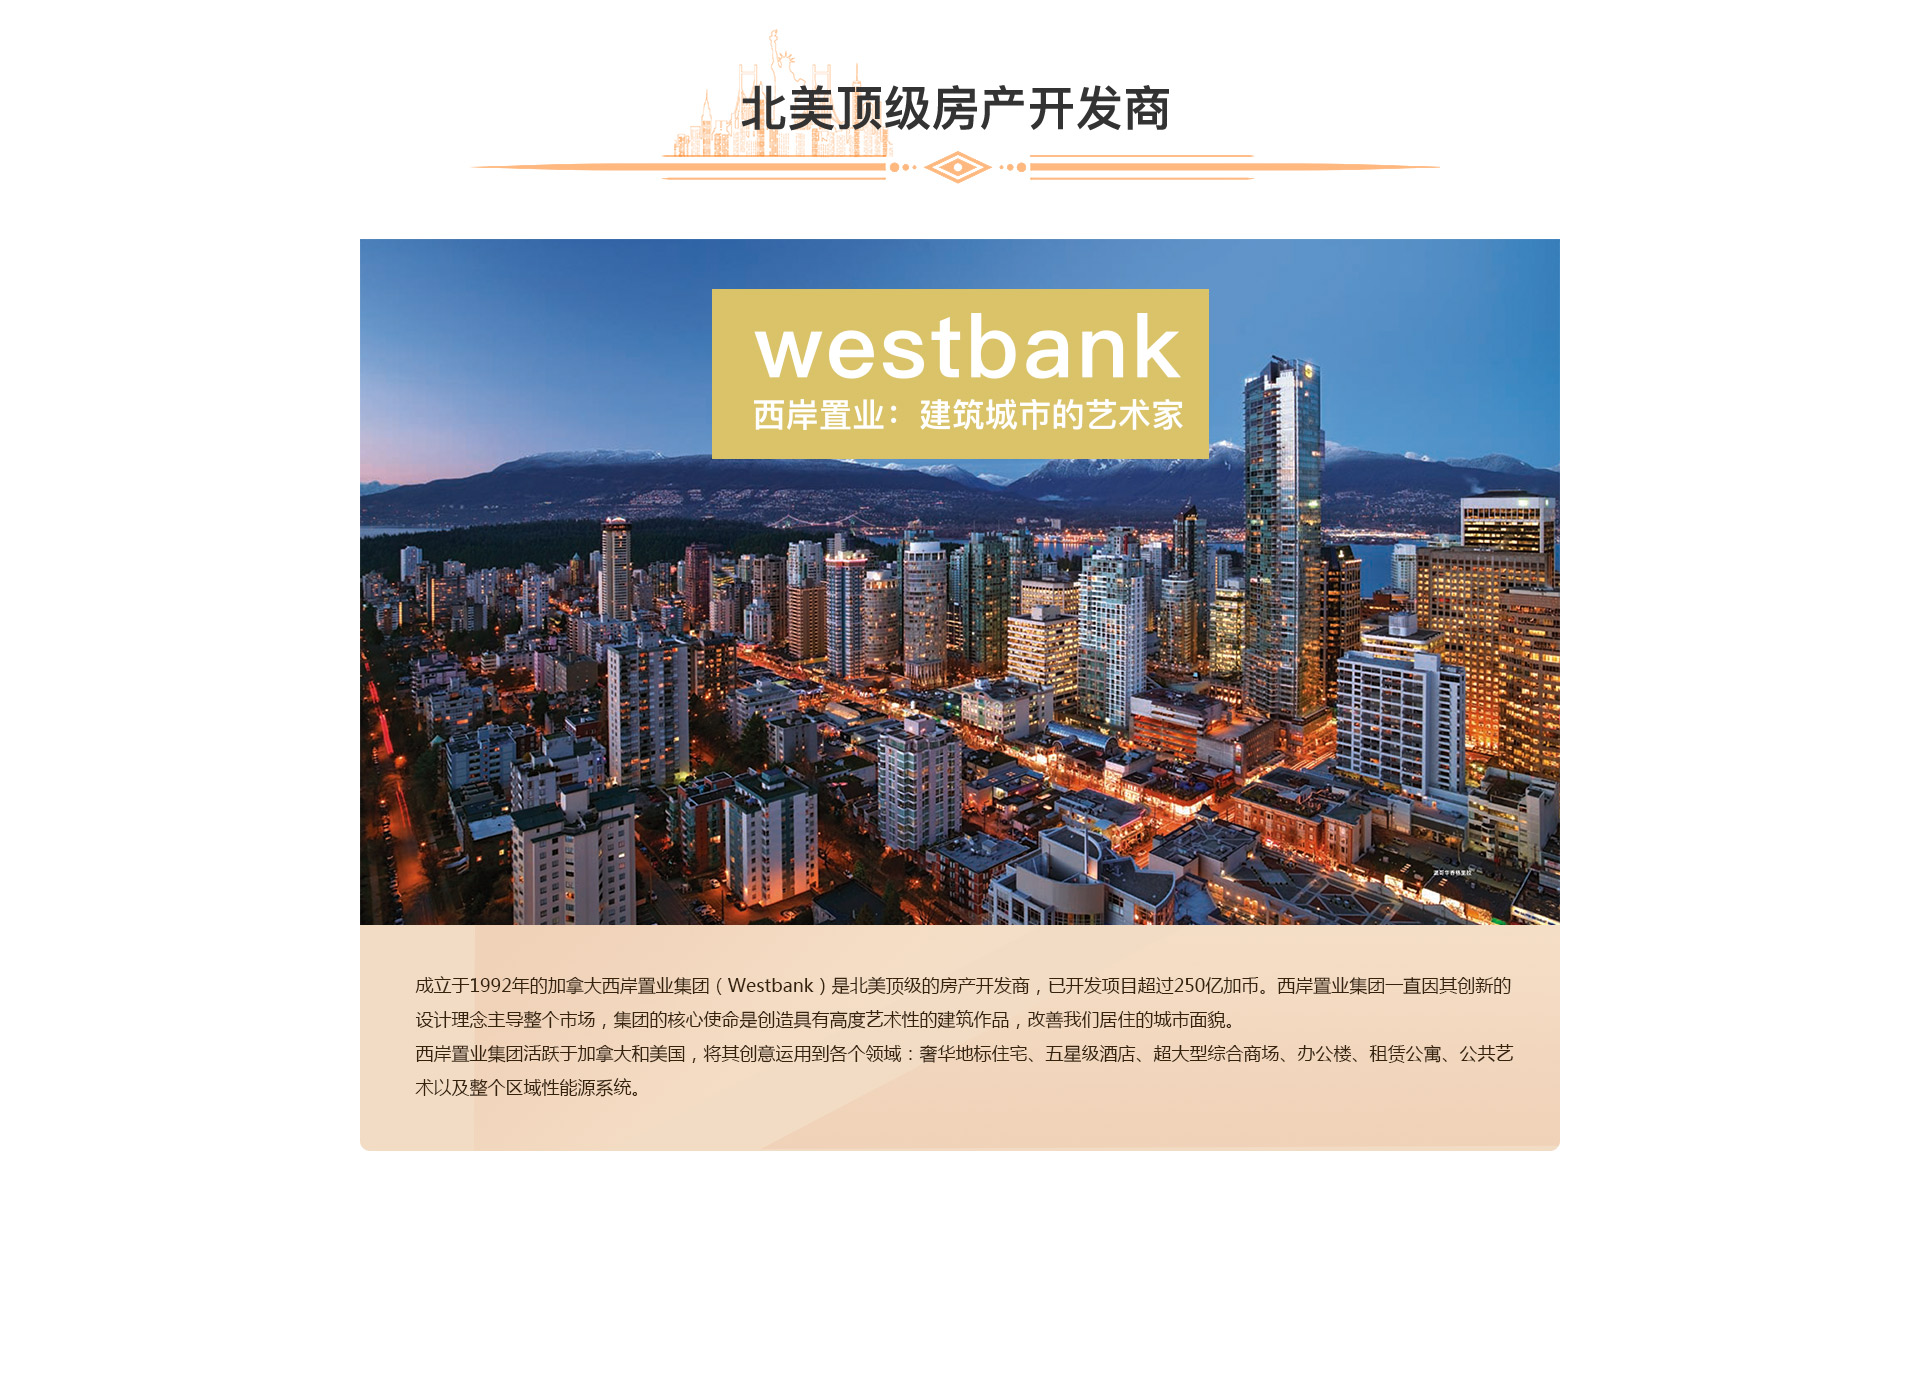 北美顶级房产开发商
westbank
西岸置业：建筑城市的艺术家
温哥华香格里拉
成立于1992年的加拿大西岸置业集团（Westbank）是北美顶级的房产开发商，已开发项目超过250亿加币。西岸置业集团一直因其创新的
设计理念主导整个市场，集团的核心使命是创造具有高度艺术性的建筑作品，改善我们居住的城市面貌。
西岸置业集团活跃于加拿大和美国，将其创意运用到各个领域：奢华地标住宅、五星级酒店、超大型综合商场、办公楼、租赁公寓、公共艺
术以及整个区域性能源系统。